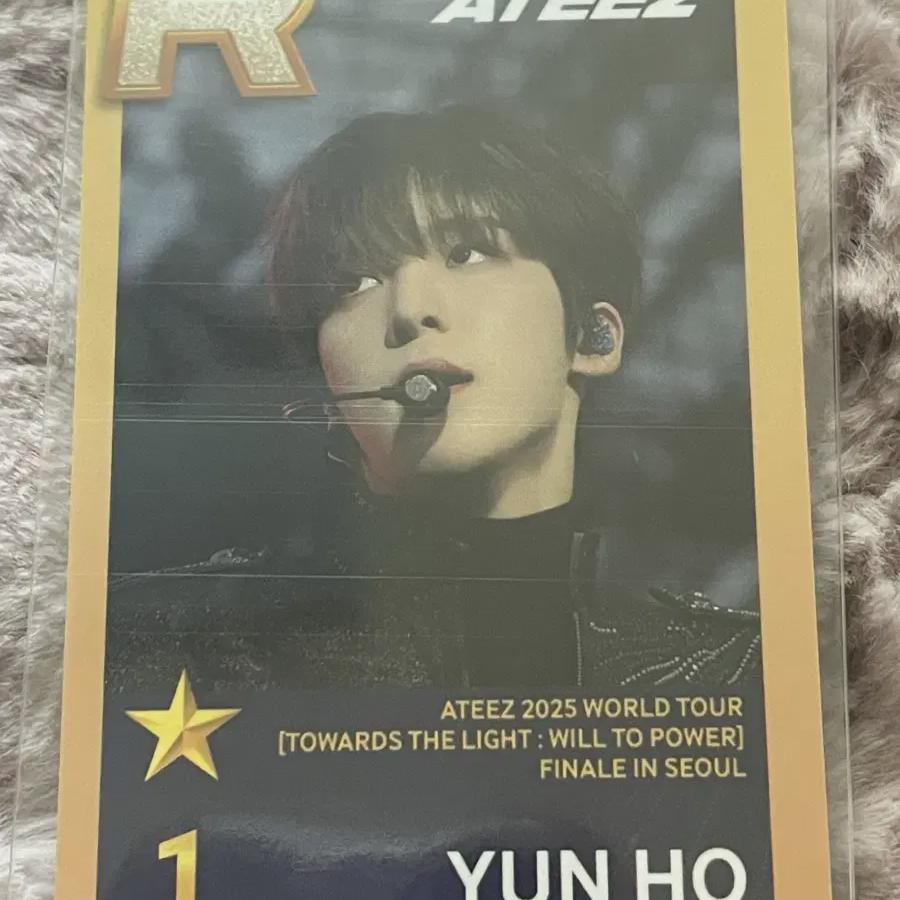 R
ATEEZ
ATEEZ 2025 WORLD TOUR
[TOWARDS THE LIGHT : WILL TO POWER]
FINALE IN SEOUL
1
YUN HO